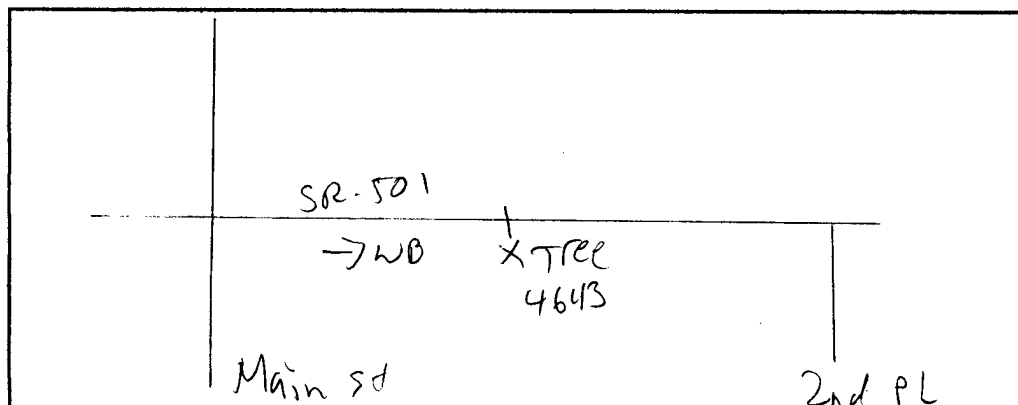 SR-501
→WB
X Tree
4643
Main st
2nd PL